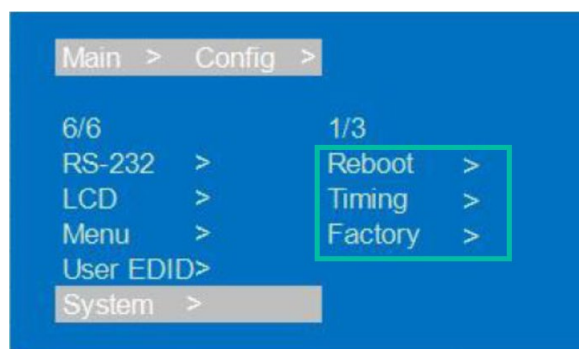 Main > Config >
6/6
RS-232 >
LCD >
Menu >
User EDID>
System >
1/3
Reboot >
Timing >
Factory >